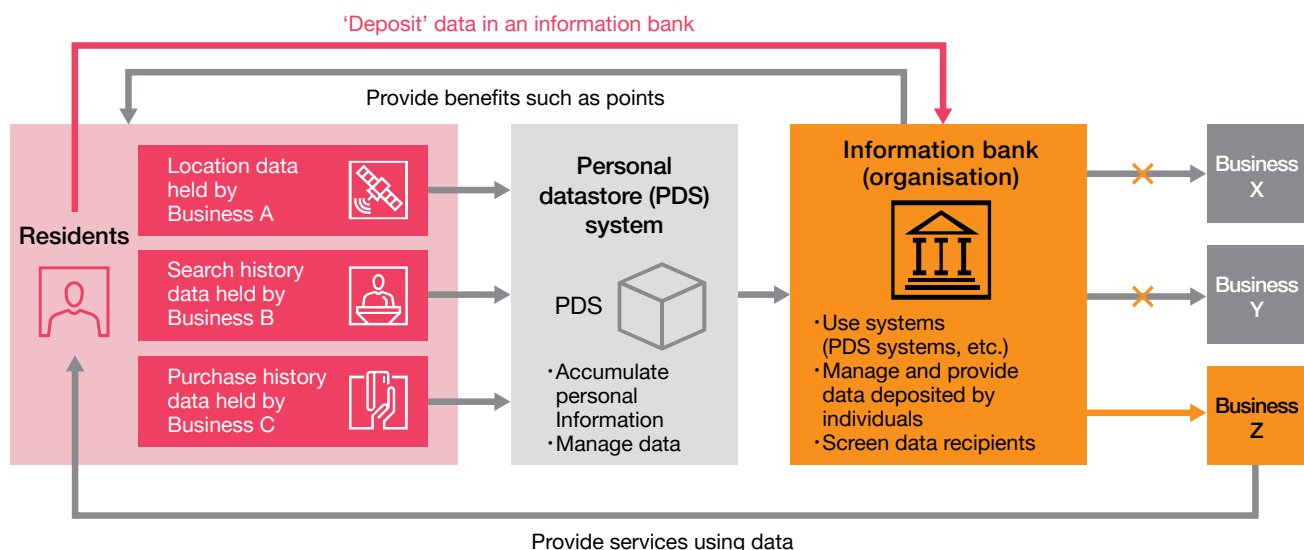 ‘Deposit’ data in an information bank
Provide benefits such as points
Residents
Location data
held by
Business A
Search history
data held by
Business B
Purchase history
data held by
Business C
Personal
datastore (PDS)
system
PDS
・Accumulate
personal
Information
・Manage data
Information bank
(organisation)
・Use systems
(PDS systems, etc.)
・Manage and provide
data deposited by
individuals
・Screen data recipients
Business
X
Business
Y
Business
Z
Provide services using data